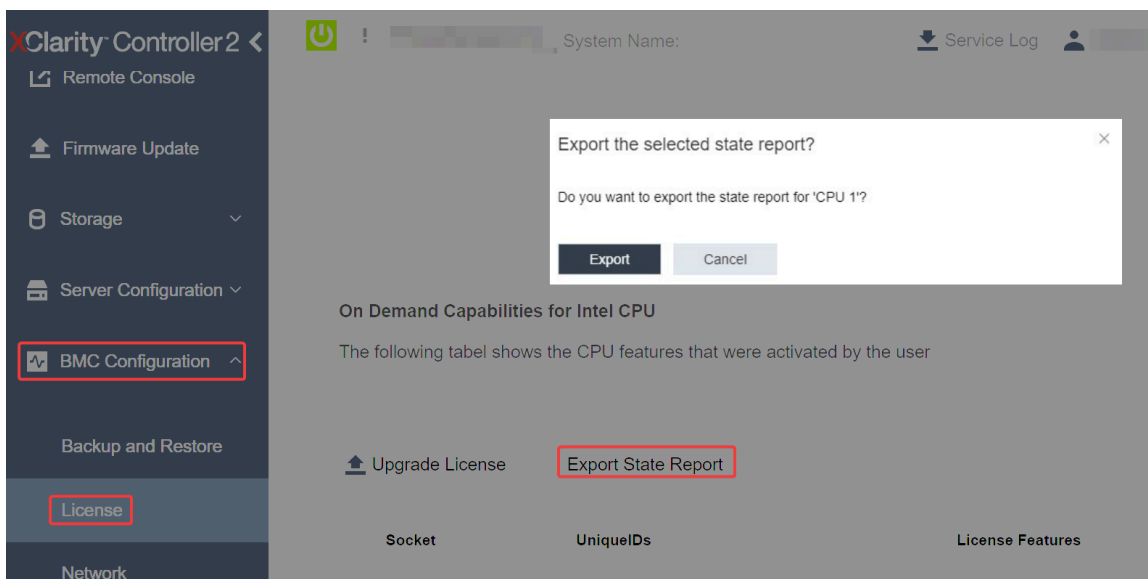 XClarity Controller 2
System Name:
Service Log
Remote Console
Firmware Update
Storage
Server Configuration
BMC Configuration
Backup and Restore
License
Network
Export the selected state report?
Do you want to export the state report for 'CPU 1'?
Export
Cancel
On Demand Capabilities for Intel CPU
The following tabel shows the CPU features that were activated by the user
Upgrade License
Export State Report
Socket
UniqueIDs
License Features